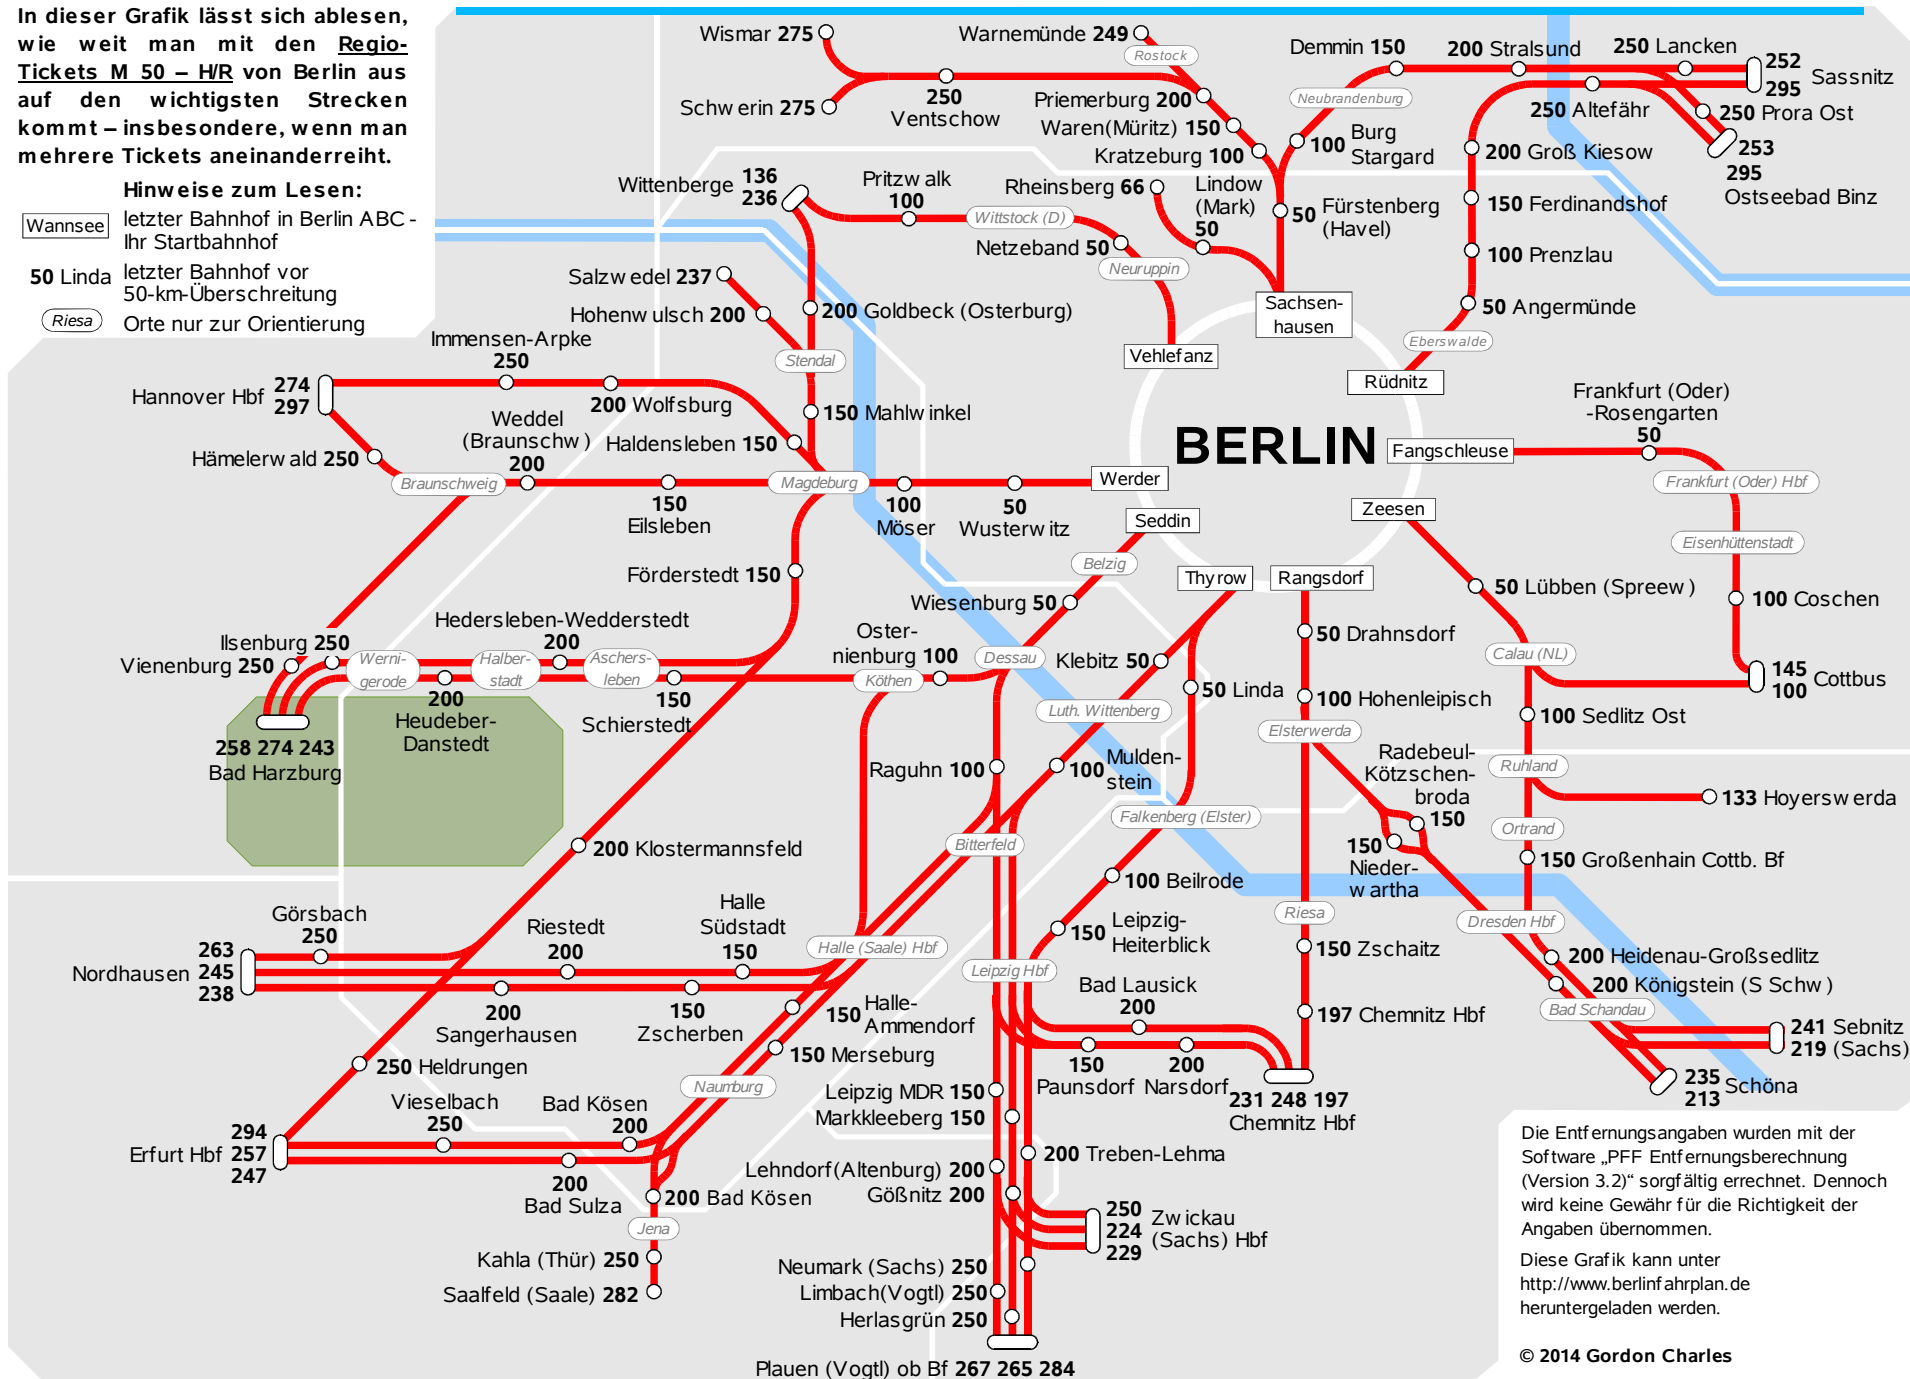 In dieser Grafik lässt sich ablesen,
wie weit man mit den Regio-
Tickets M 50 – H/R von Berlin aus
auf den wichtigsten Strecken
kommt – insbesondere, wenn man
mehrere Tickets aneinanderreiht.
Hinweise zum Lesen:
Wannsee
letzter Bahnhof in Berlin ABC -
Ihr Startbahnhof
50 Linda
letzter Bahnhof vor
50-km-Überschreitung
Riesa
Orte nur zur Orientierung
Wismar 275
Schwerin 275
250
Ventschow
Warnemünde 249
Rostock
Priemerburg 200
Waren(Müritz) 150
Kratzeburg 100
Demmin 150
200 Stralsund
250 Lancken
252
295
Sassnitz
Neubrandenburg
250 Altefähr
250 Prora Ost
253
295
Ostseebad Binz
100 Burg
Stargard
200 Groß Kiesow
150 Ferdinandshof
100 Prenzlau
50 Angermünde
Eberswalde
Rüdnitz
Wittenberge
136
236
Pritzwalk
100
Wittstock (D)
Netzeband 50
Neuruppin
Vehlefanz
Rheinsberg 66
Lindow
(Mark)
50
50 Fürstenberg
(Havel)
Sachsen-
hausen
Salzwedel 237
Hohenwulsch 200
200 Goldbeck (Osterburg)
Stendal
150 Mahlwinkel
Immensen-Arpke
250
Hannover Hbf
274
297
200 Wolfsburg
Haldensleben 150
Weddel
(Braunschw)
200
Hämelerwald 250
Braunschweig
150
Eilsleben
Magdeburg
100
Möser
50
Wusterwitz
Werder
BERLIN
Fangschleuse
Frankfurt (Oder)
-Rosengarten
50
Frankfurt (Oder) Hbf
Eisenhüttenstadt
100 Coschen
145
100
Cottbus
Zeesen
50 Lübben (Spreew)
Calau (NL)
100 Sedlitz Ost
Ruhland
133 Hoyerswerda
Ortrand
150 Großenhain Cottb. Bf
Dresden Hbf
200 Heidenau-Großsedlitz
200 Königstein (S Schw)
Bad Schandau
241 Sebnitz
219 (Sachs)
235
213
Schöna
Seddin
Belzig
Wiesenburg 50
Dessau
Thyrow
Rangsdorf
Klebitz 50
50 Linda
50 Drahnsdorf
100 Hohenleipisch
Elsterwerda
Radebeul-
Kötzschen-
broda
150
150
Nieder-
wartha
Riesa
150 Zschaitz
197 Chemnitz Hbf
Förderstedt 150
Hedersleben-Wedderstedt
200
Ilsenburg 250
Vienenburg 250
Werni-
gerode
Halber-
stadt
Aschers-
leben
Oster-
nienburg 100
Köthen
200
Heudeber-
Danstedt
150
Schierstedt
258 274 243
Bad Harzburg
Luth. Wittenberg
Raguhn 100
100 Mulden-
stein
Falkenberg (Elster)
Bitterfeld
100 Beilrode
150 Leipzig-
Heiterblick
200 Klostermannsfeld
Görsbach
250
Nordhausen
263
245
238
Riestedt
200
Halle
Südstadt
150
Halle (Saale) Hbf
Leipzig Hbf
200
Sangerhausen
150
Zscherben
150 Halle-
Ammendorf
150 Merseburg
Naumburg
Bad Lausick
200
150
Paunsdorf
200
Narsdorf
231 248 197
Chemnitz Hbf
250 Heldrungen
Vieselbach
250
Bad Kösen
200
Erfurt Hbf
294
257
247
200
Bad Sulza
200 Bad Kösen
Jena
Kahla (Thür) 250
Saalfeld (Saale) 282
Leipzig MDR 150
Markkleeberg 150
200 Treben-Lehma
Lehndorf(Altenburg) 200
Gößnitz 200
250
224
229
Zwickau
(Sachs) Hbf
Neumark (Sachs) 250
Limbach(Vogtl) 250
Herlasgrün 250
Plauen (Vogtl) ob Bf 267 265 284
Die Entfernungsangaben wurden mit der
Software „PFF Entfernungsberechnung
(Version 3.2)“ sorgfältig errechnet. Dennoch
wird keine Gewähr für die Richtigkeit der
Angaben übernommen.
Diese Grafik kann unter
http://www.berlinfahrplan.de
heruntergeladen werden.
© 2014 Gordon Charles